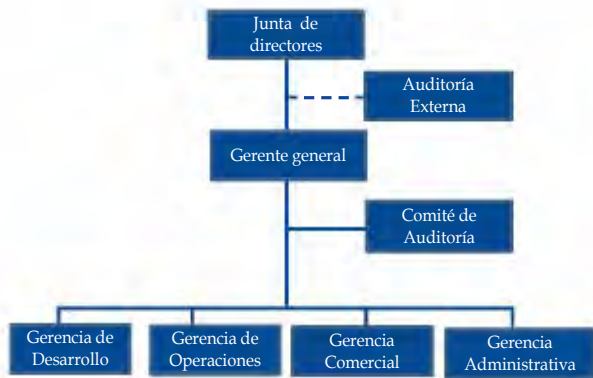 Junta de
directores
Auditoría
Externa
Gerente general
Comité de
Auditoría
Gerencia de
Desarrollo
Gerencia de
Operaciones
Gerencia
Comercial
Gerencia
Administrativa